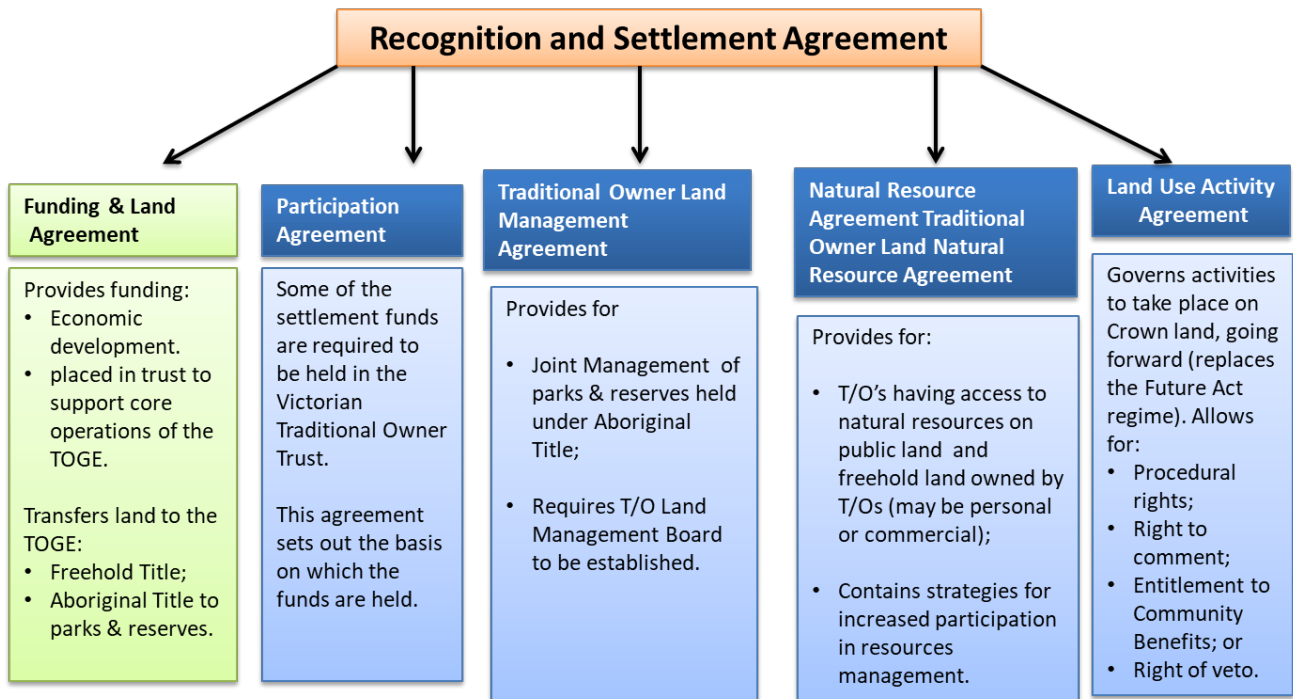 Recognition and Settlement Agreement
Funding & Land
Agreement
Provides funding:
• Economic
development.
• placed in trust to
support core
operations of the
TOGE.
Transfers land to the
TOGE:
• Freehold Title;
• Aboriginal Title to
parks & reserves.
Participation
Agreement
Some of the
settlement funds
are required to
be held in the
Victorian
Traditional Owner
Trust.
This agreement
sets out the basis
on which the
funds are held.
Traditional Owner Land
Management
Agreement
Provides for
• Joint Management of
parks & reserves held
under Aboriginal
Title;
• Requires T/O Land
Management Board
to be established.
Natural Resource
Agreement Traditional
Owner Land Natural
Resource Agreement
Provides for:
• T/O’s having access to
natural resources on
public land and
freehold land owned by
T/Os (may be personal
or commercial);
• Contains strategies for
increased participation
in resources
management.
Land Use Activity
Agreement
Governs activities
to take place on
Crown land, going
forward (replaces
the Future Act
regime). Allows
for:
• Procedural
rights;
• Right to
comment;
• Entitlement to
Community
Benefits; or
• Right of veto.